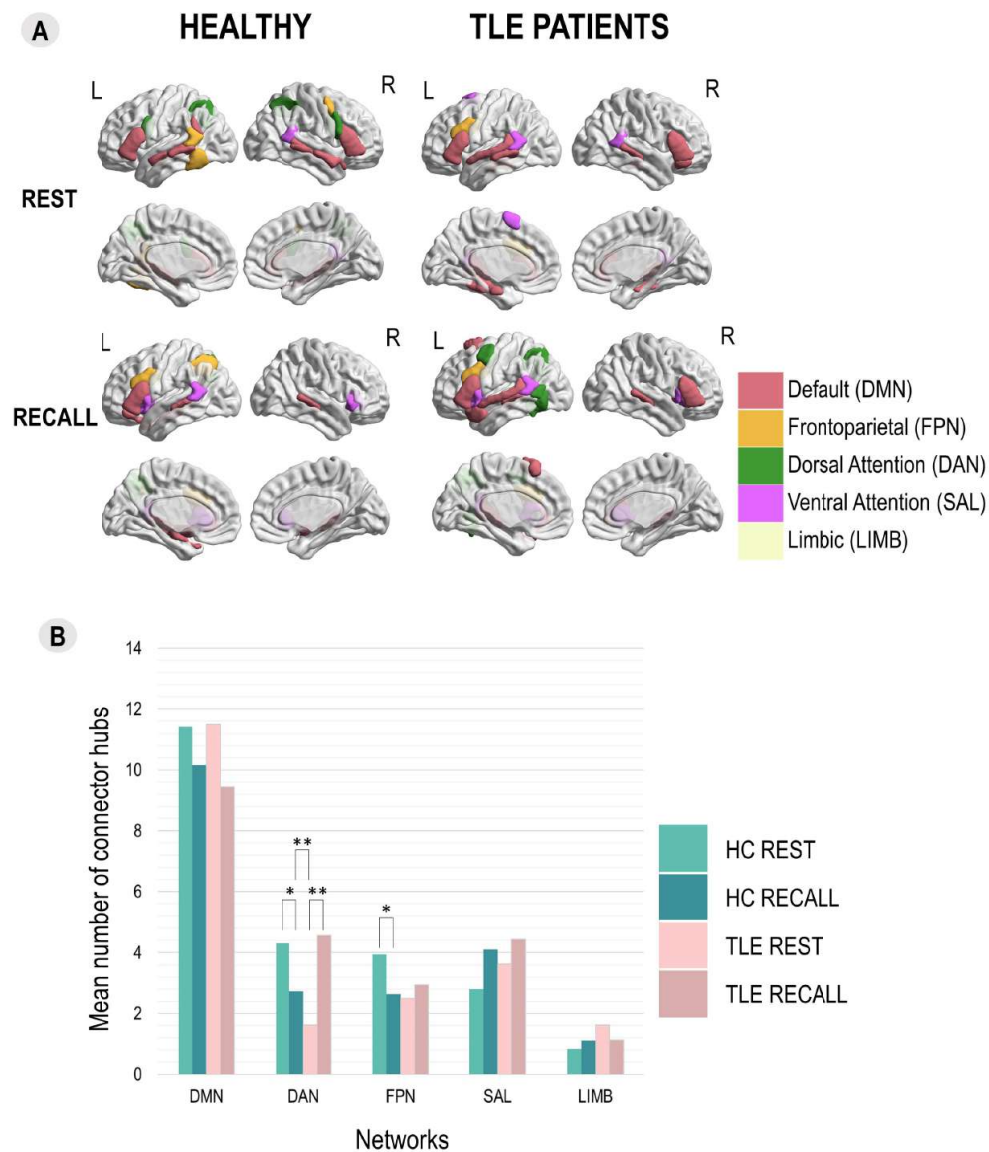 A
HEALTHY
TLE PATIENTS
L
R
L
R
REST
L
R
L
R
RECALL
Default (DMN)
Frontoparietal (FPN)
Dorsal Attention (DAN)
Ventral Attention (SAL)
Limbic (LIMB)
B
Mean number of connector hubs
14
12
10
8
6
4
2
0
**
*
**
*
DMN
DAN
FPN
SAL
LIMB
Networks
HC REST
HC RECALL
TLE REST
TLE RECALL